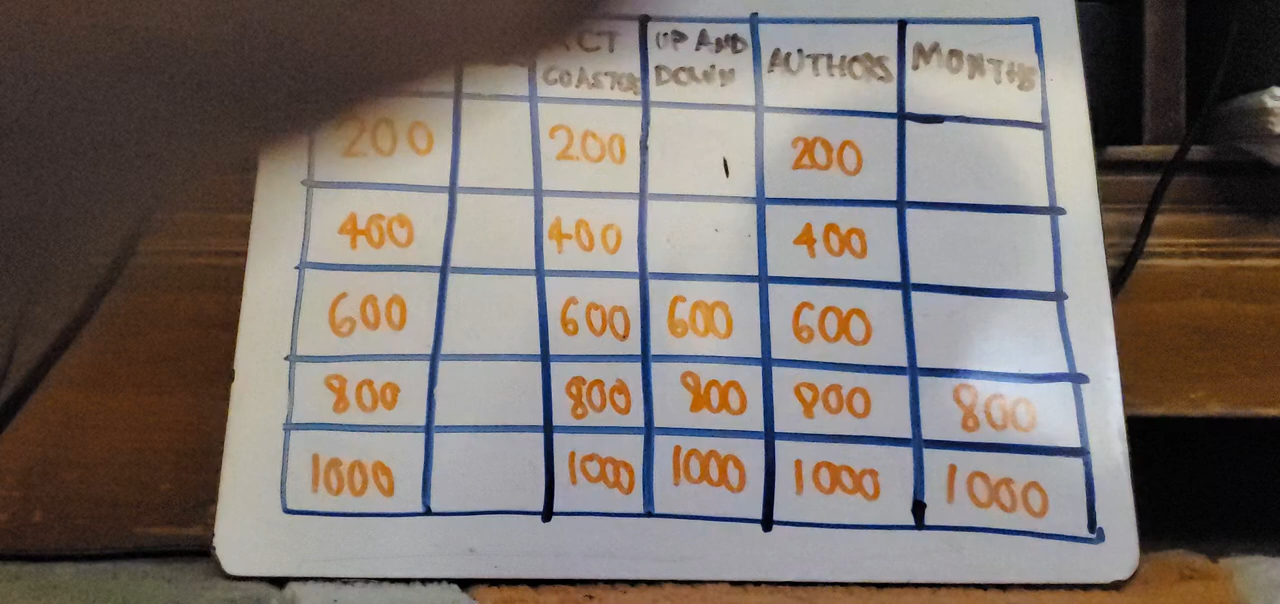 UP AND AUTHORS MONTHS
COASTER DOWN
200 200 200
400 400 400
600 600 600 600
800 800 800 800 800
1000 1000 1000 1000 1000